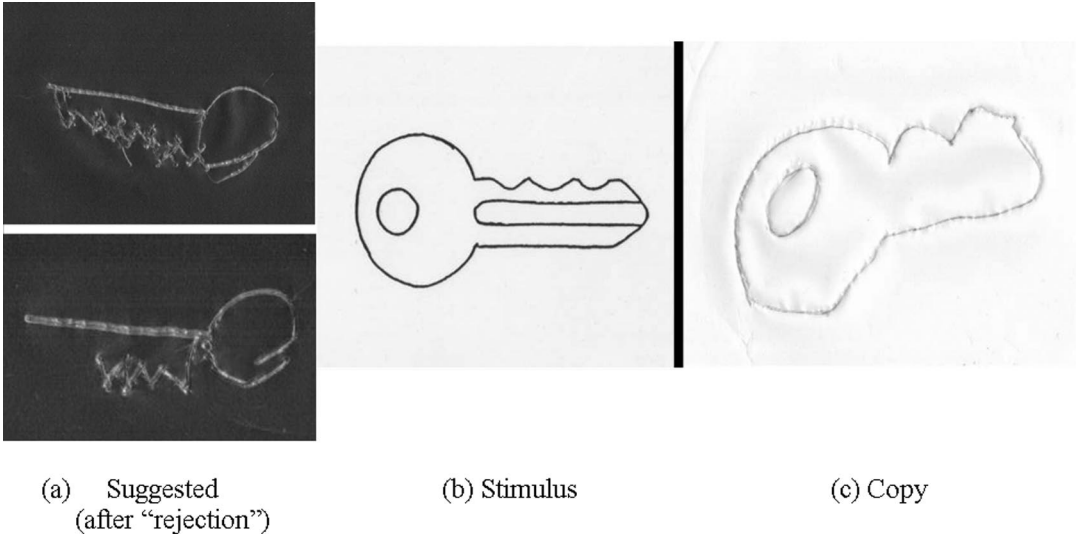 (a) Suggested
(after “rejection”)
(b) Stimulus
(c) Copy